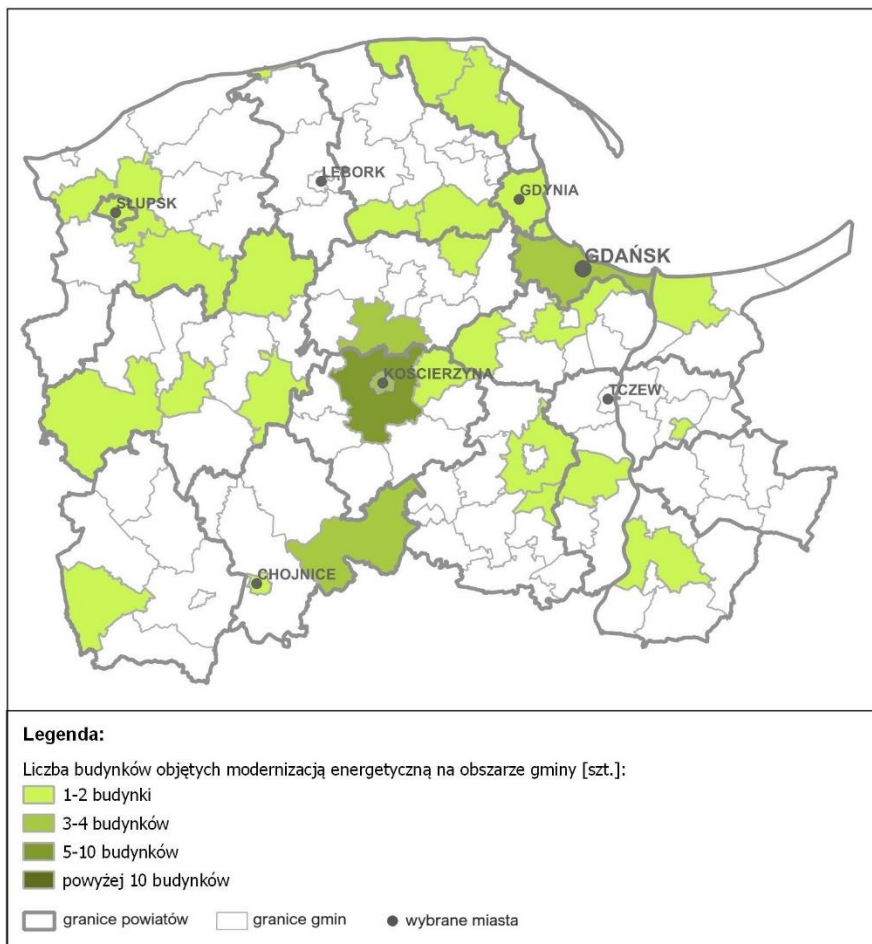 LĘBORK
GDYNIA
SŁUPSK
GDAŃSK
KOŚCIERZYNA
TCZEW
CHOJNICE
Legenda:
Liczba budynków objętych modernizacją energetyczną na obszarze gminy [szt.]:
1-2 budynki
3-4 budynków
5-10 budynków
powyżej 10 budynków
granice powiatów granice gmin wybrane miasta